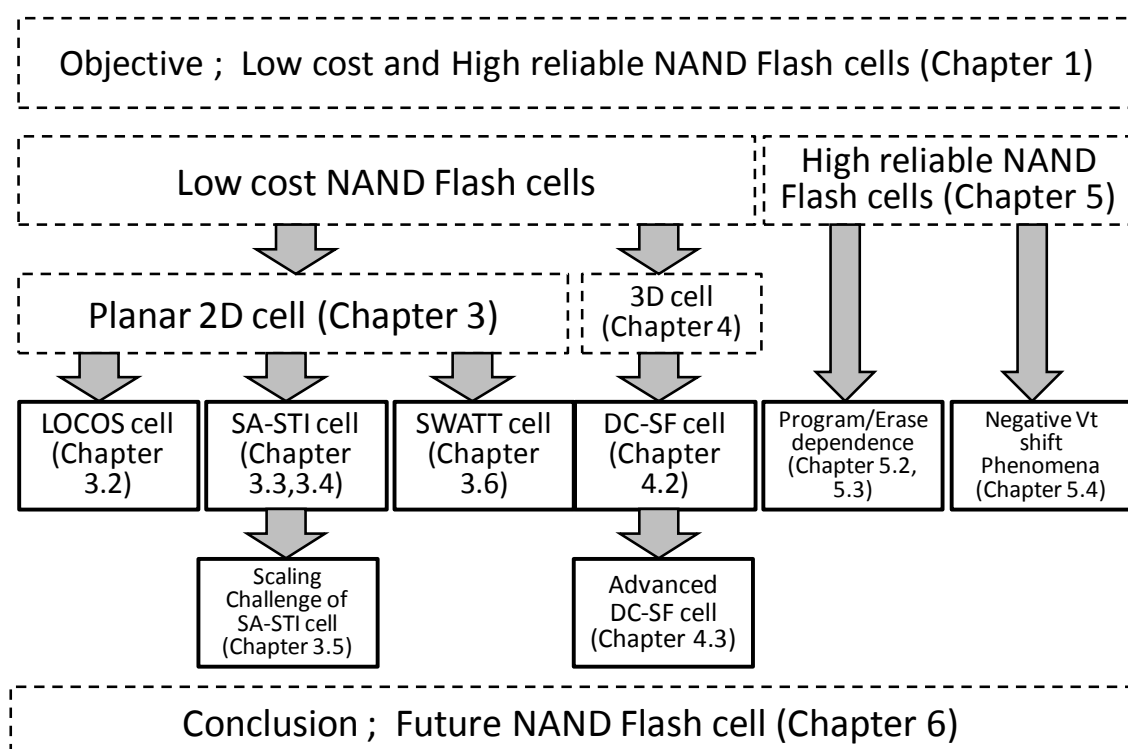 Objective ; Low cost and High reliable NAND Flash cells (Chapter 1)
Low cost NAND Flash cells
High reliable NAND
Flash cells (Chapter 5)
Planar 2D cell (Chapter 3)
3D cell
(Chapter 4)
LOCOS cell
(Chapter
3.2)
SA-STI cell
(Chapter
3.3,3.4)
SWATT cell
(Chapter
3.6)
DC-SF cell
(Chapter
4.2)
Program/Erase
dependence
(Chapter 5.2,
5.3)
Negative Vt
shift
Phenomena
(Chapter 5.4)
Scaling
Challenge of
SA-STI cell
(Chapter 3.5)
Advanced
DC-SF cell
(Chapter 4.3)
Conclusion ; Future NAND Flash cell (Chapter 6)